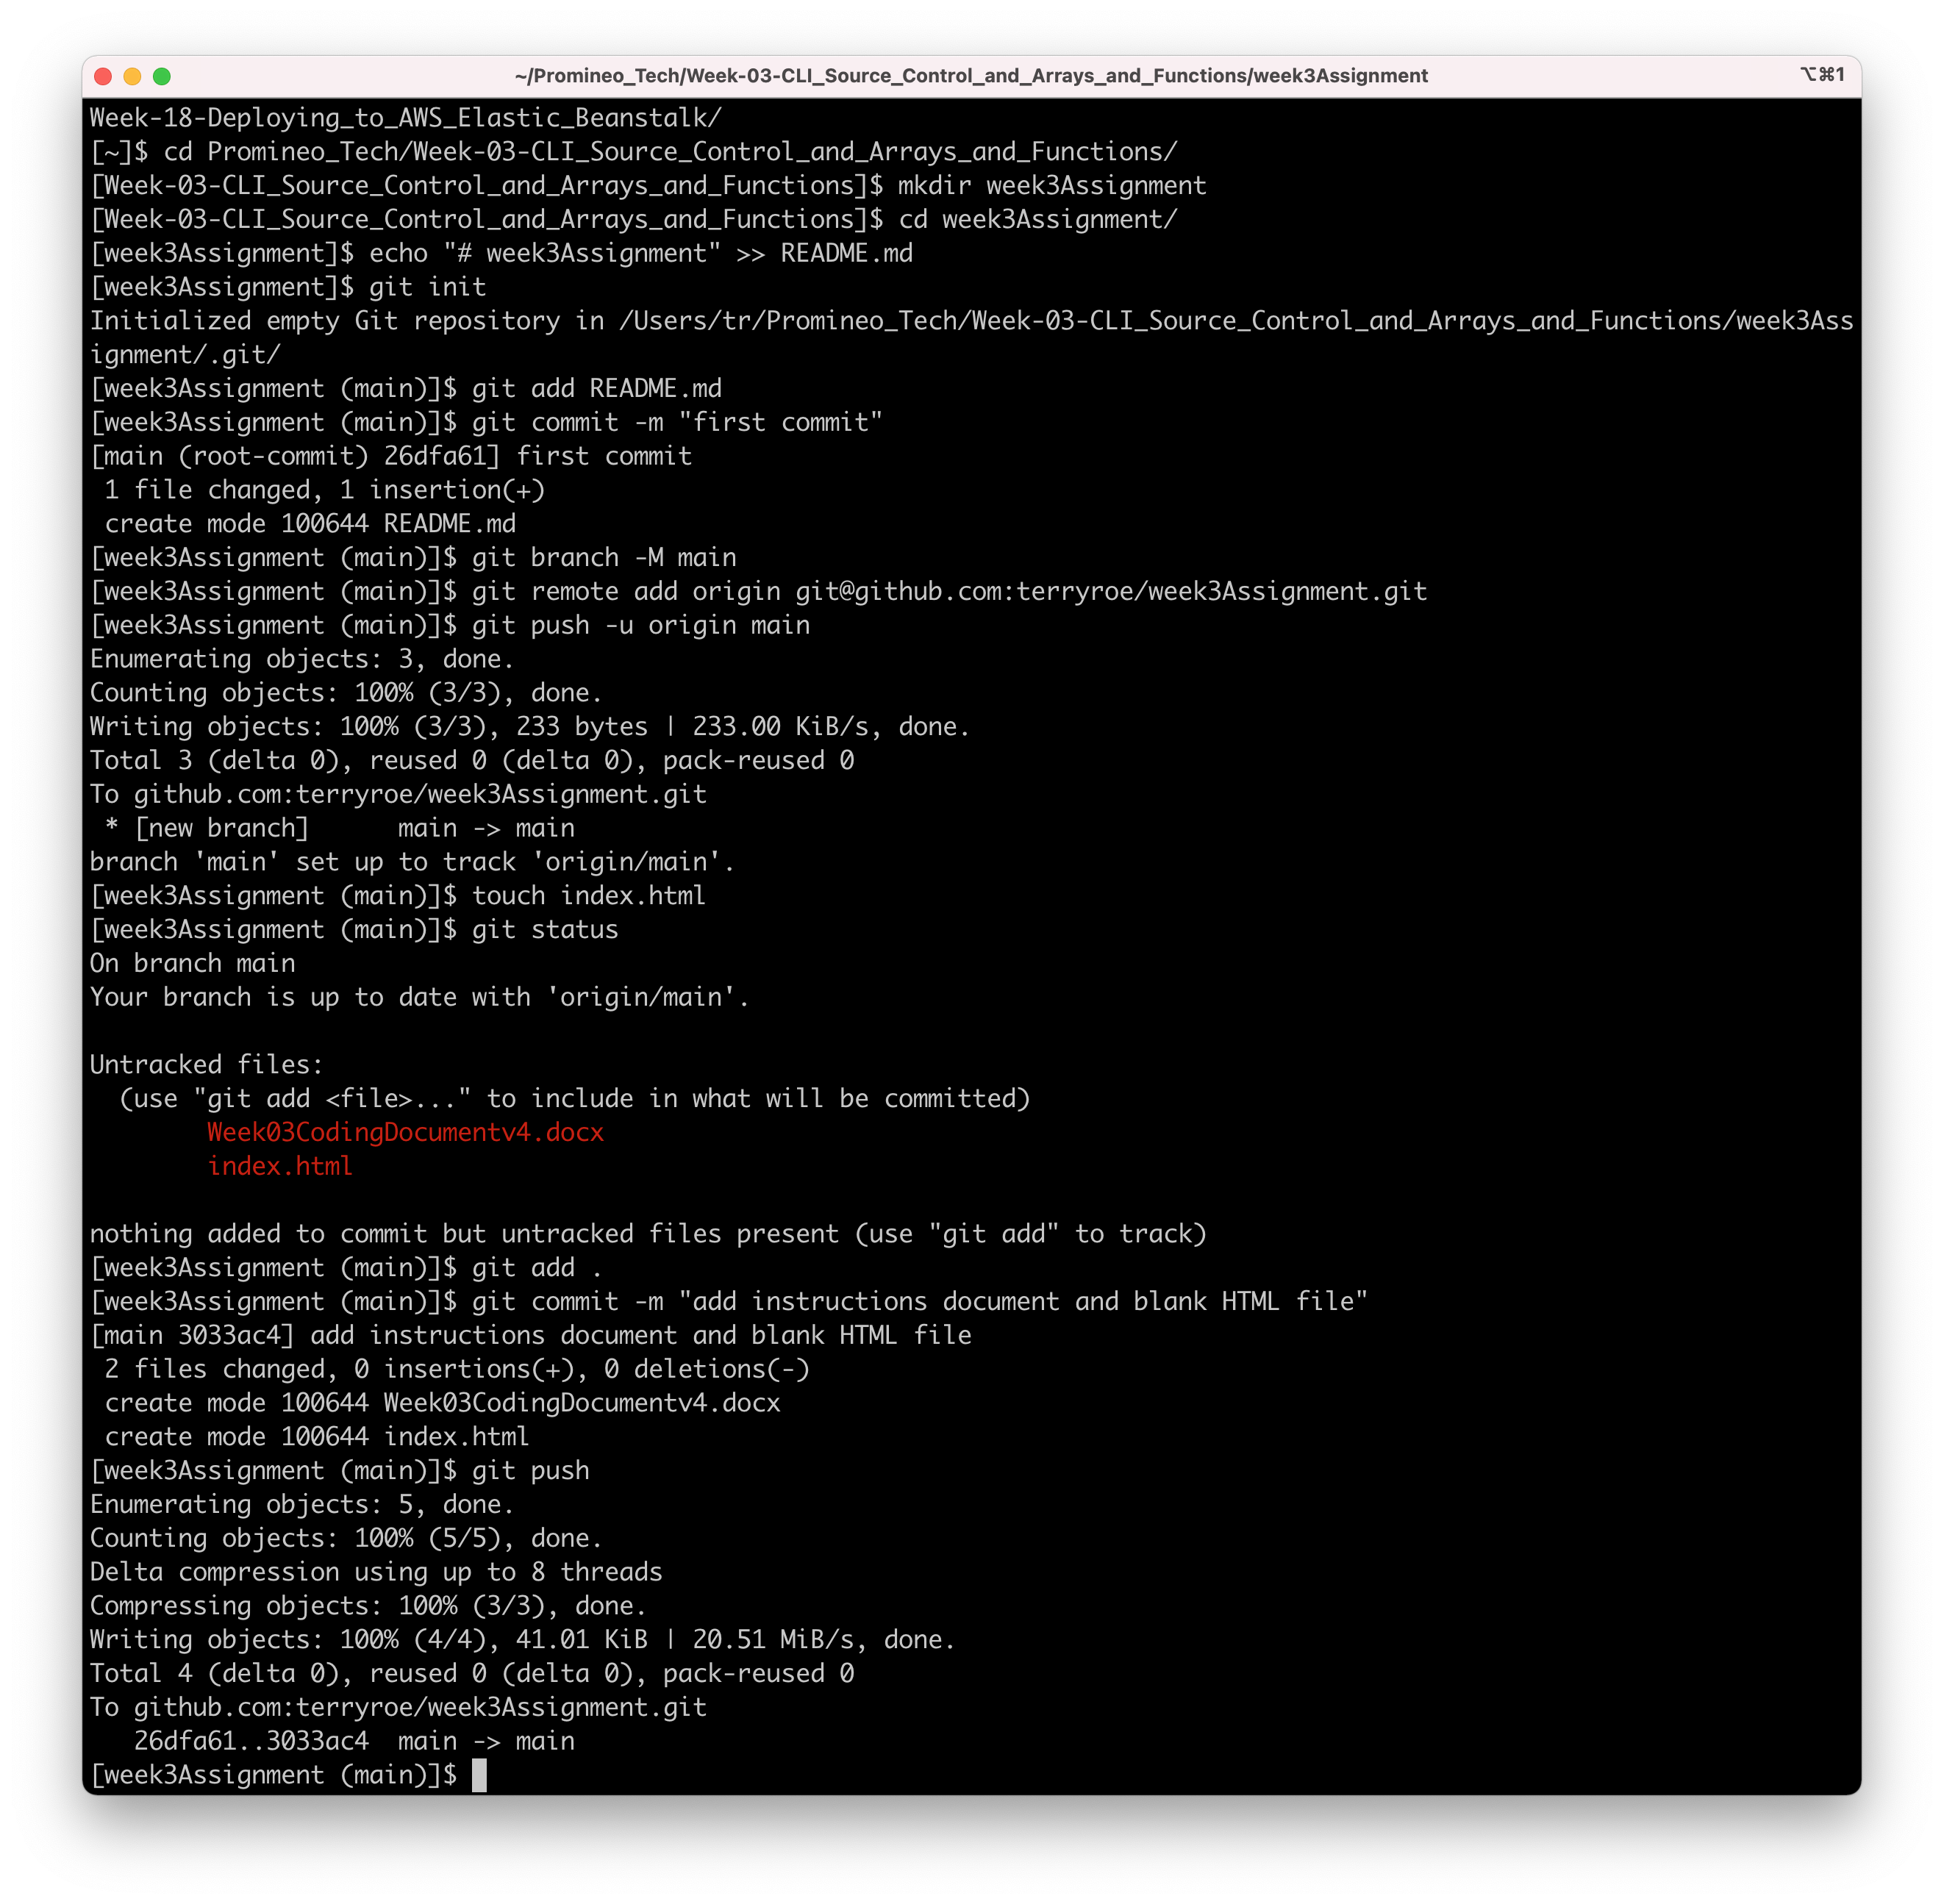 ~/Promineo_Tech/Week-03-CLI_Source_Control_and_Arrays_and_Functions/week3Assignment ⌥⌘1
Week-18-Deploying_to_AWS_Elastic_Beanstalk/
[~]$ cd Promineo_Tech/Week-03-CLI_Source_Control_and_Arrays_and_Functions/
[Week-03-CLI_Source_Control_and_Arrays_and_Functions]$ mkdir week3Assignment
[Week-03-CLI_Source_Control_and_Arrays_and_Functions]$ cd week3Assignment/
[week3Assignment]$ echo "# week3Assignment" >> README.md
[week3Assignment]$ git init
Initialized empty Git repository in /Users/tr/Promineo_Tech/Week-03-CLI_Source_Control_and_Arrays_and_Functions/week3Ass
ignment/.git/
[week3Assignment (main)]$ git add README.md
[week3Assignment (main)]$ git commit -m "first commit"
[main (root-commit) 26dfa61] first commit
 1 file changed, 1 insertion(+)
 create mode 100644 README.md
[week3Assignment (main)]$ git branch -M main
[week3Assignment (main)]$ git remote add origin git@github.com:terryroe/week3Assignment.git
[week3Assignment (main)]$ git push -u origin main
Enumerating objects: 3, done.
Counting objects: 100% (3/3), done.
Writing objects: 100% (3/3), 233 bytes | 233.00 KiB/s, done.
Total 3 (delta 0), reused 0 (delta 0), pack-reused 0
To github.com:terryroe/week3Assignment.git
 * [new branch]      main -> main
branch 'main' set up to track 'origin/main'.
[week3Assignment (main)]$ touch index.html
[week3Assignment (main)]$ git status
On branch main
Your branch is up to date with 'origin/main'.

Untracked files:
  (use "git add <file>..." to include in what will be committed)
        Week03CodingDocumentv4.docx
        index.html

nothing added to commit but untracked files present (use "git add" to track)
[week3Assignment (main)]$ git add .
[week3Assignment (main)]$ git commit -m "add instructions document and blank HTML file"
[main 3033ac4] add instructions document and blank HTML file
 2 files changed, 0 insertions(+), 0 deletions(-)
 create mode 100644 Week03CodingDocumentv4.docx
 create mode 100644 index.html
[week3Assignment (main)]$ git push
Enumerating objects: 5, done.
Counting objects: 100% (5/5), done.
Delta compression using up to 8 threads
Compressing objects: 100% (3/3), done.
Writing objects: 100% (4/4), 41.01 KiB | 20.51 MiB/s, done.
Total 4 (delta 0), reused 0 (delta 0), pack-reused 0
To github.com:terryroe/week3Assignment.git
   26dfa61..3033ac4  main -> main
[week3Assignment (main)]$